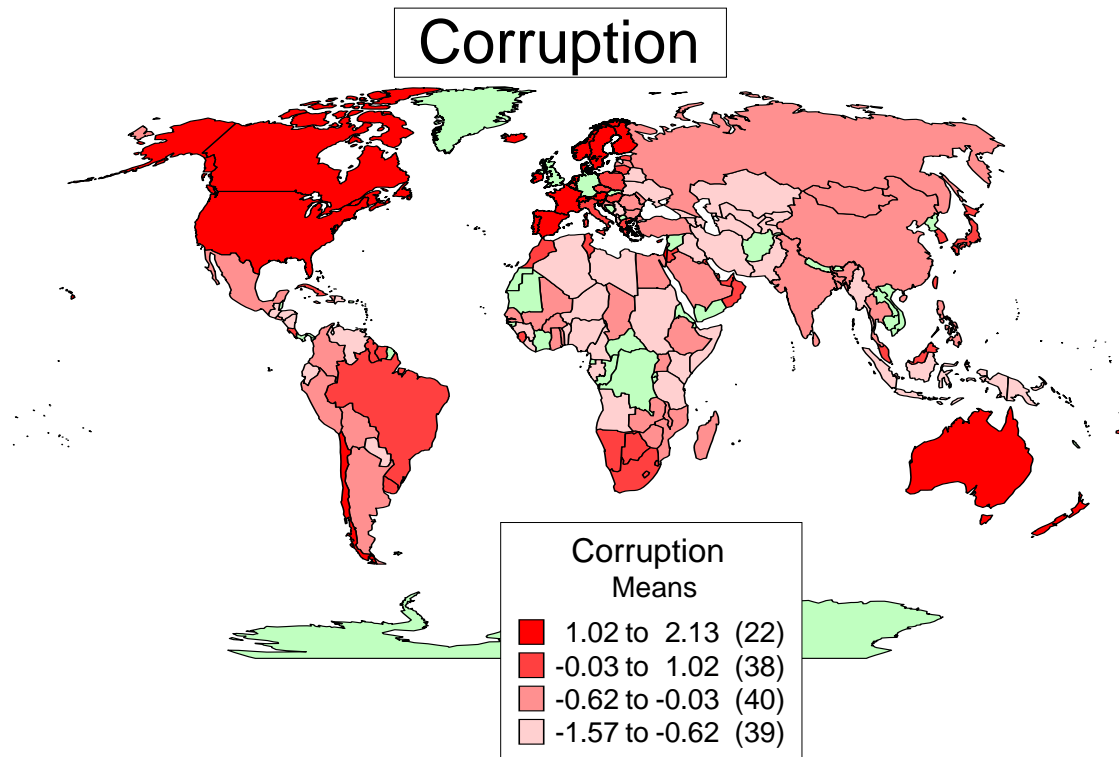 Corruption
Corruption
Means
1.02 to 2.13 (22)
-0.03 to 1.02 (38)
-0.62 to -0.03 (40)
-1.57 to -0.62 (39)